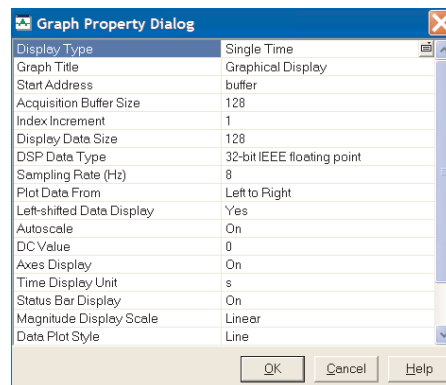 Graph Property Dialog
Display Type Single Time
Graph Title Graphical Display
Start Address buffer
Acquisition Buffer Size 128
Index Increment 1
Display Data Size 128
DSP Data Type 32-bit IEEE floating point
Sampling Rate (Hz) 8
Plot Data From Left to Right
Left-shifted Data Display Yes
Autoscale On
DC Value 0
Axes Display On
Time Display Unit s
Status Bar Display On
Magnitude Display Scale Linear
Data Plot Style Line
OK Cancel Help